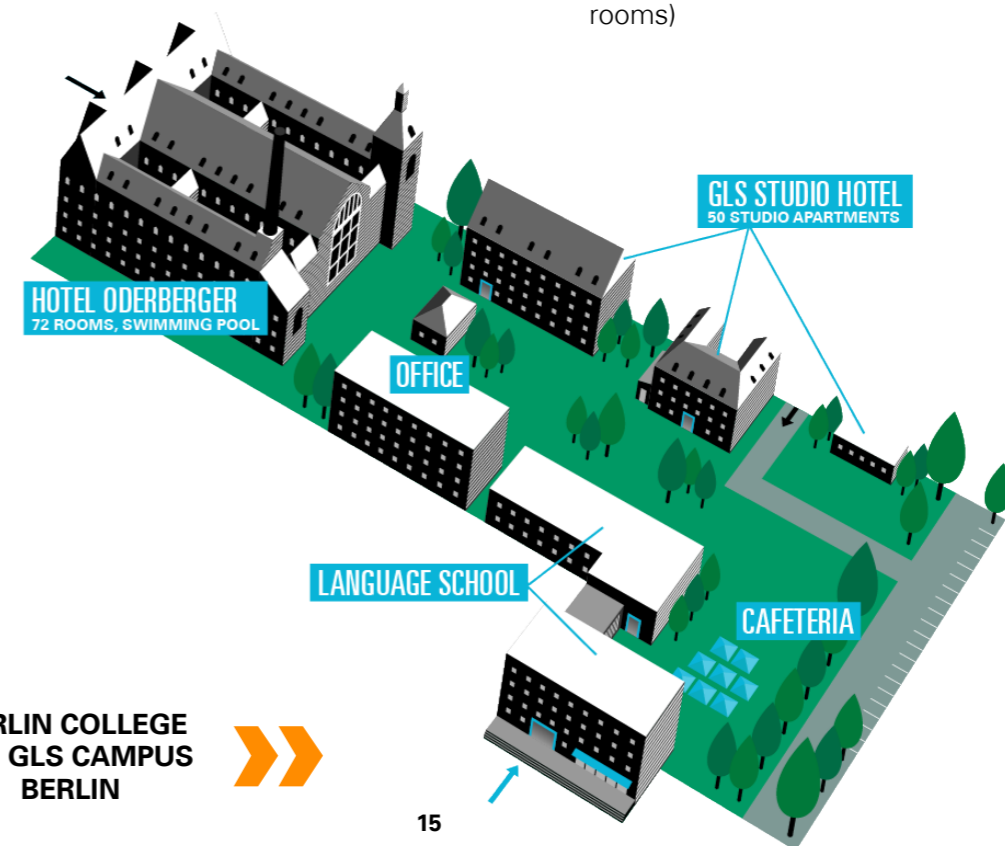 rooms)
GLS STUDIO HOTEL
50 STUDIO APARTMENTS
HOTEL ODERBERGER
72 ROOMS, SWIMMING POOL
OFFICE
LANGUAGE SCHOOL
CAFETERIA
RLIN COLLEGE
GLS CAMPUS
BERLIN
15